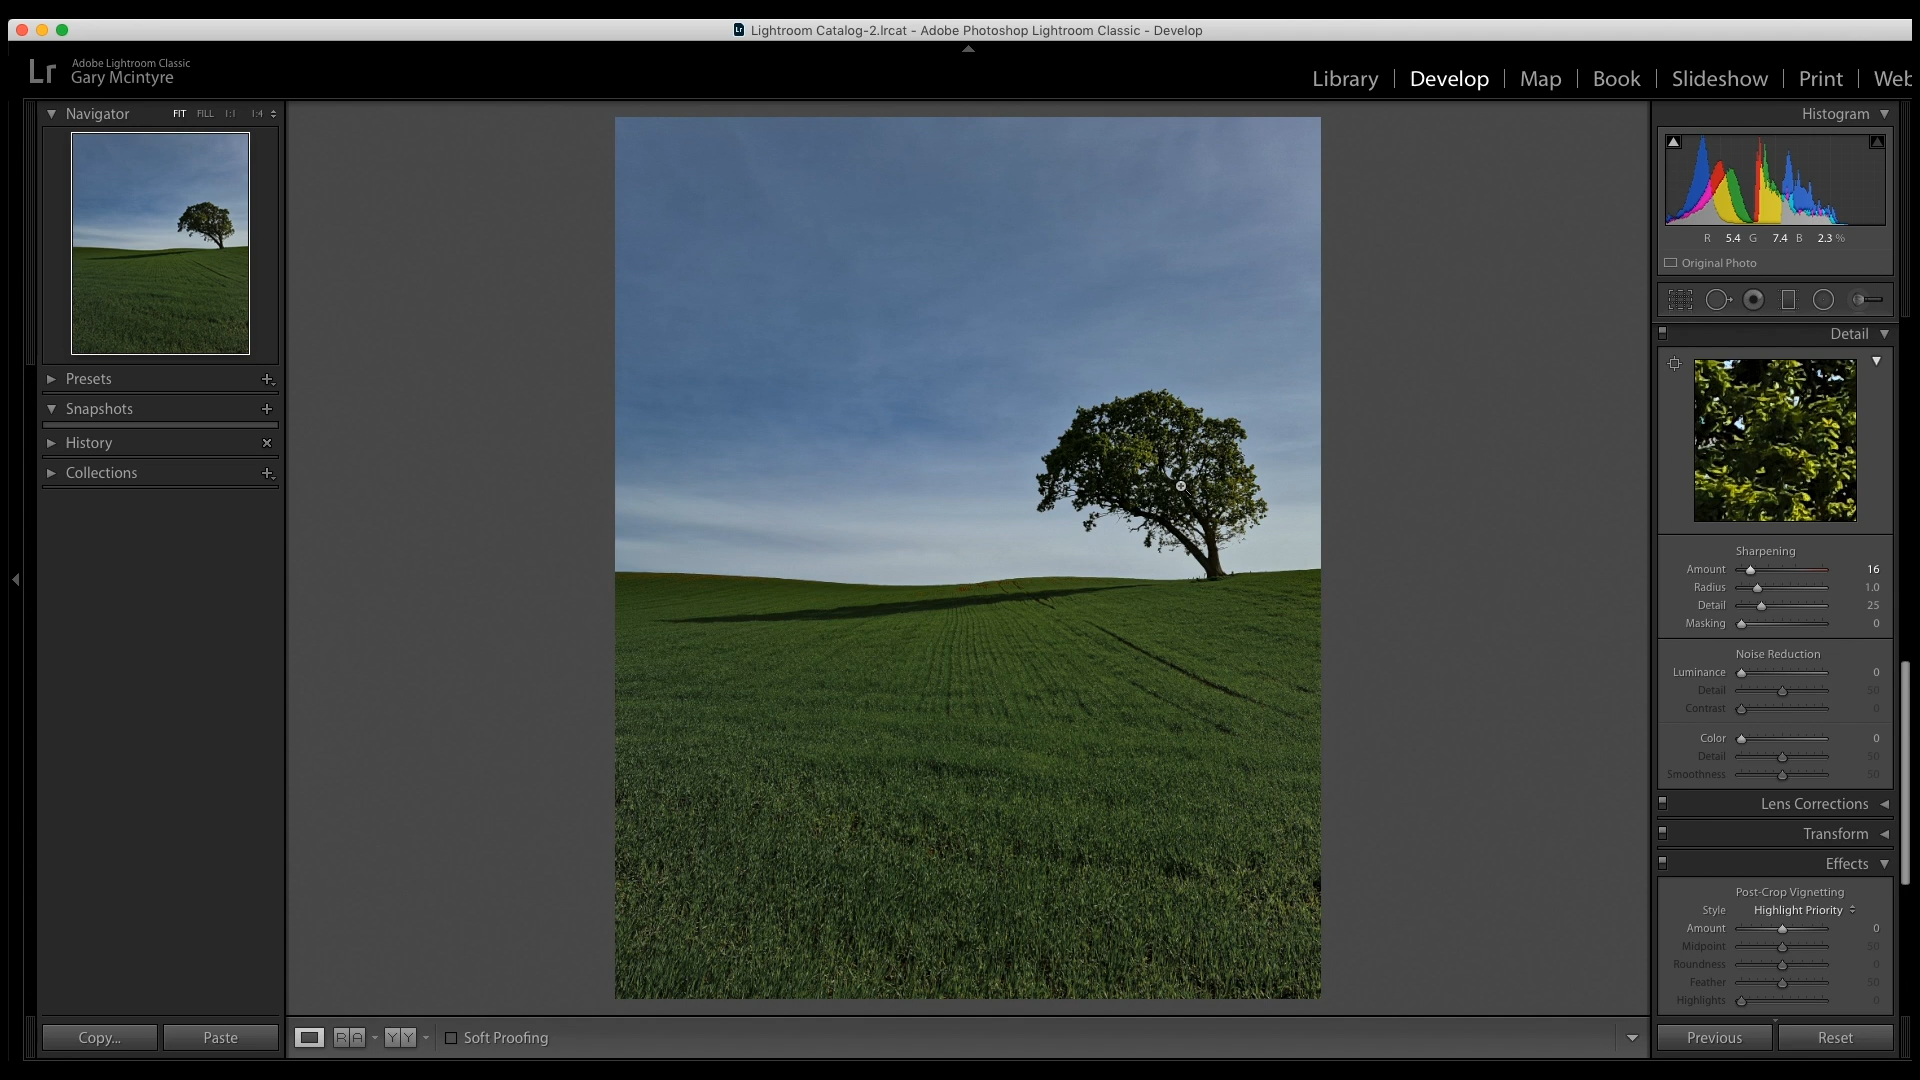 Lightroom Catalog-2.lrcat - Adobe Photoshop Lightroom Classic - Develop
Lr
Adobe Lightroom Classic
Gary Mcintyre
Library | Develop | Map | Book | Slideshow | Print | Web
Navigator FIT FILL 1:1 1:4
Presets
Snapshots
History
Collections
Copy... Paste
R A Y Y Soft Proofing
Histogram
R 5.4 G 7.4 B 2.3 %
Original Photo
Detail
Sharpening
Amount 16
Radius 1.0
Detail 25
Masking 0
Noise Reduction
Luminance 0
Detail 50
Contrast 0
Color 0
Detail 50
Smoothness 50
Lens Corrections
Transform
Effects
Post-Crop Vignetting
Style Highlight Priority
Amount 0
Midpoint 50
Roundness 0
Feather 50
Highlights 0
Previous Reset